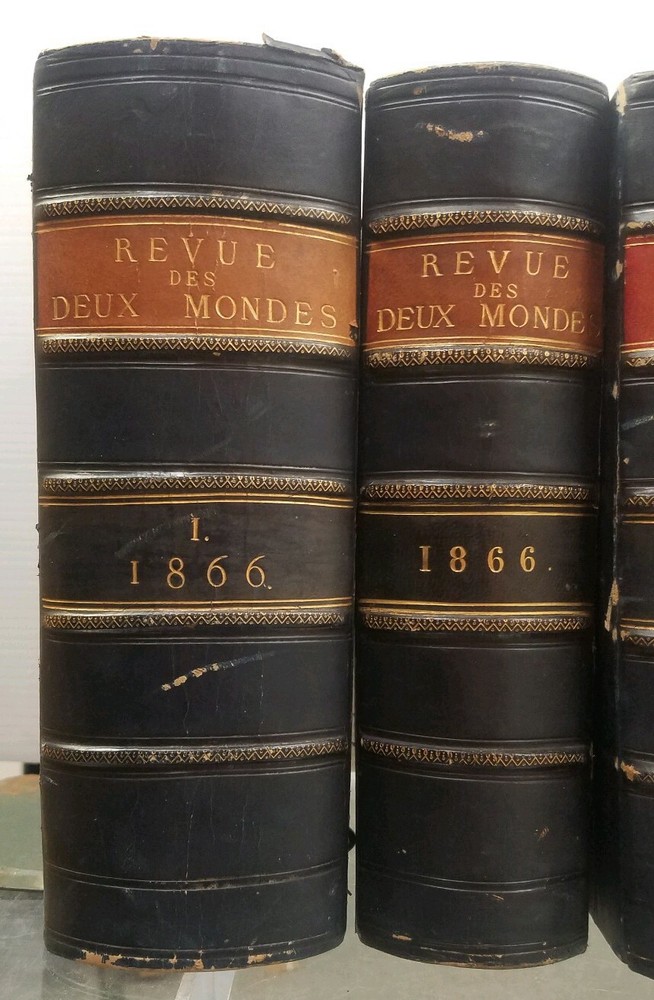 REVUE
DES
DEUX MONDES
I.
1866.
REVUE
DES
DEUX MONDES
1866.